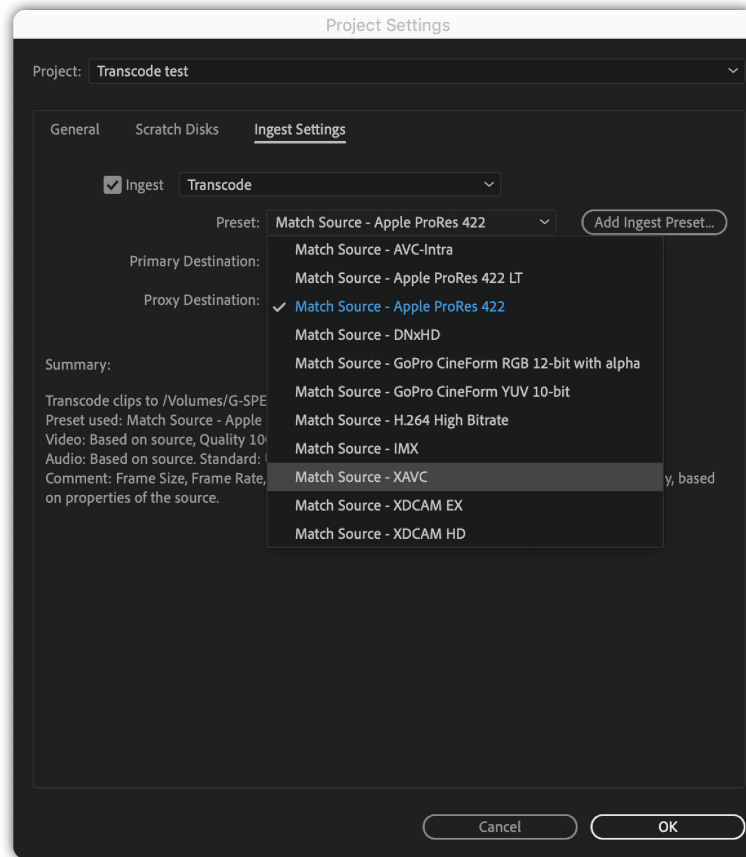 Project Settings
Project: Transcode test
General Scratch Disks Ingest Settings
Ingest Transcode
Preset: Match Source - Apple ProRes 422 Add Ingest Preset...
Match Source - AVC-Intra
Primary Destination:
Match Source - Apple ProRes 422 LT
Proxy Destination:
Match Source - Apple ProRes 422
Match Source - DNxHD
Match Source - GoPro CineForm RGB 12-bit with alpha
Match Source - GoPro CineForm YUV 10-bit
Match Source - H.264 High Bitrate
Match Source - IMX
Match Source - XAVC
Match Source - XDCAM EX
Match Source - XDCAM HD
Summary:
Transcode clips to /Volumes/G-SPE
Preset used: Match Source - Apple
Video: Based on source, Quality 10
Audio: Based on source. Standard:
Comment: Frame Size, Frame Rate, y, based
on properties of the source.
Cancel OK